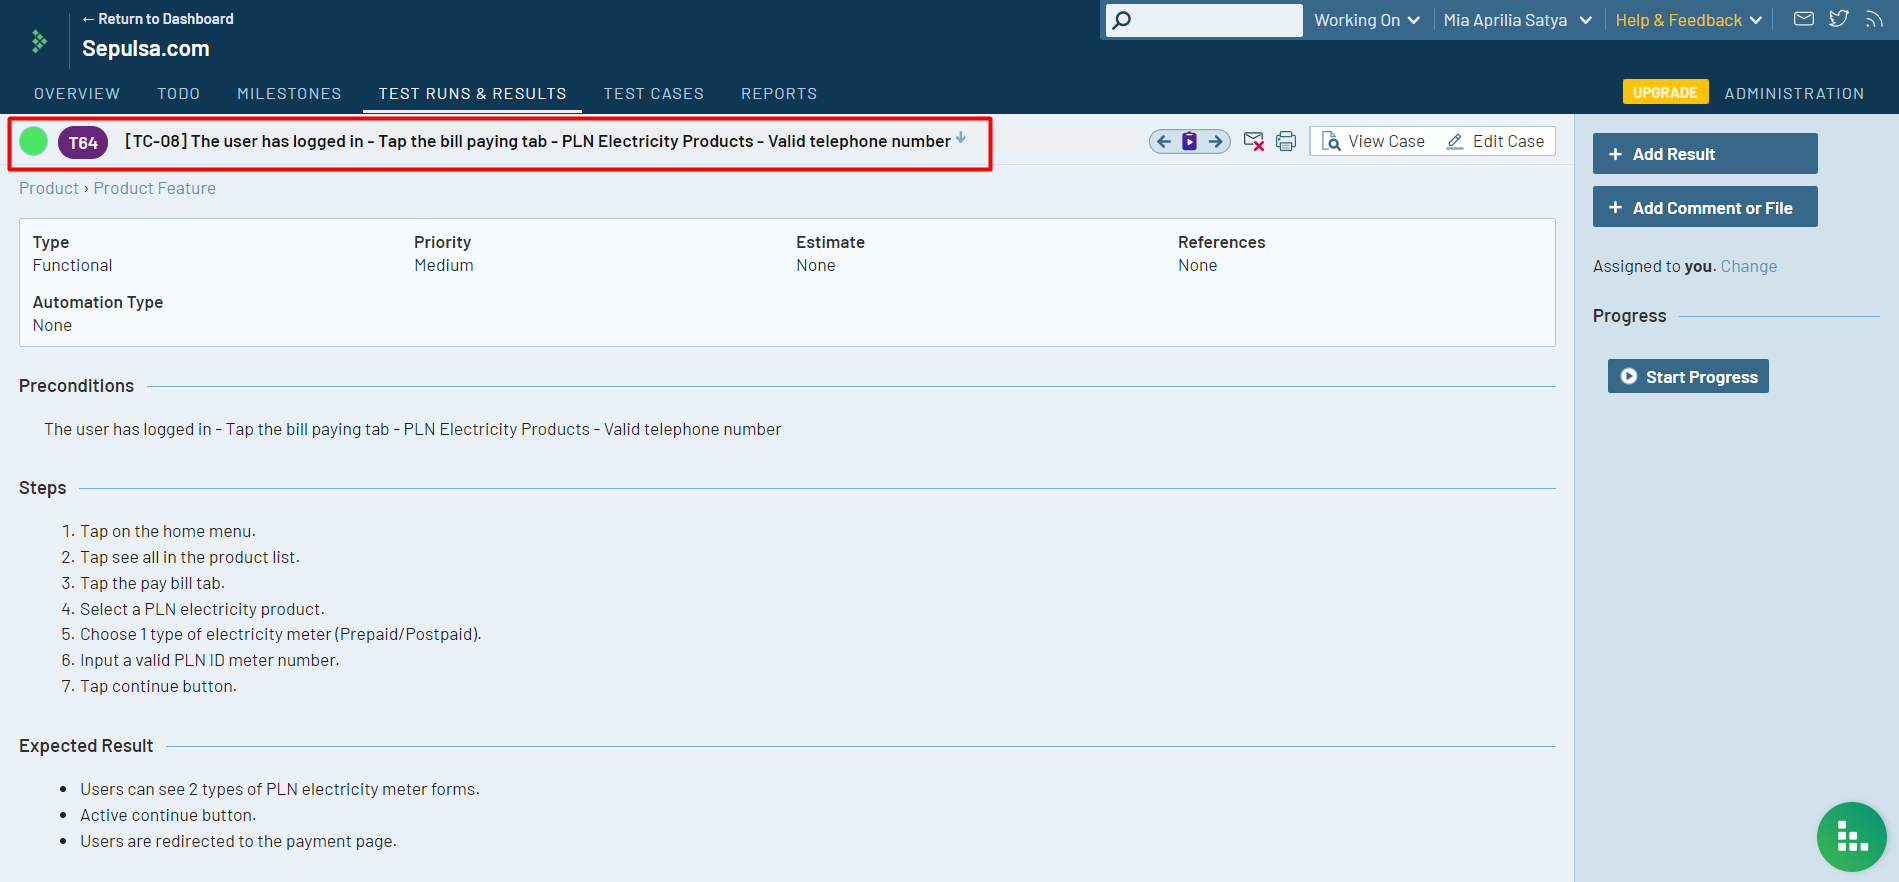 ← Return to Dashboard
Sepulsa.com
Working On
Mia Aprilia Satya
Help & Feedback
OVERVIEW
TODO
MILESTONES
TEST RUNS & RESULTS
TEST CASES
REPORTS
UPGRADE
ADMINISTRATION
T64
[TC-08] The user has logged in - Tap the bill paying tab - PLN Electricity Products - Valid telephone number
View Case
Edit Case
Product › Product Feature
Type
Functional
Priority
Medium
Estimate
None
References
None
Automation Type
None
Preconditions
The user has logged in - Tap the bill paying tab - PLN Electricity Products - Valid telephone number
Steps
1. Tap on the home menu.
2. Tap see all in the product list.
3. Tap the pay bill tab.
4. Select a PLN electricity product.
5. Choose 1 type of electricity meter (Prepaid/Postpaid).
6. Input a valid PLN ID meter number.
7. Tap continue button.
Expected Result
• Users can see 2 types of PLN electricity meter forms.
• Active continue button.
• Users are redirected to the payment page.
+ Add Result
+ Add Comment or File
Assigned to you. Change
Progress
Start Progress